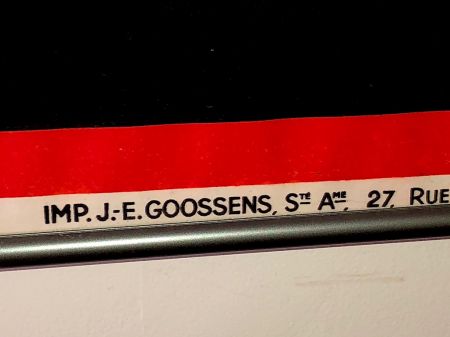 IMP. J.-E. GOOSSENS, Sᵗᵉ Aᵐᵉ, 27, RUE